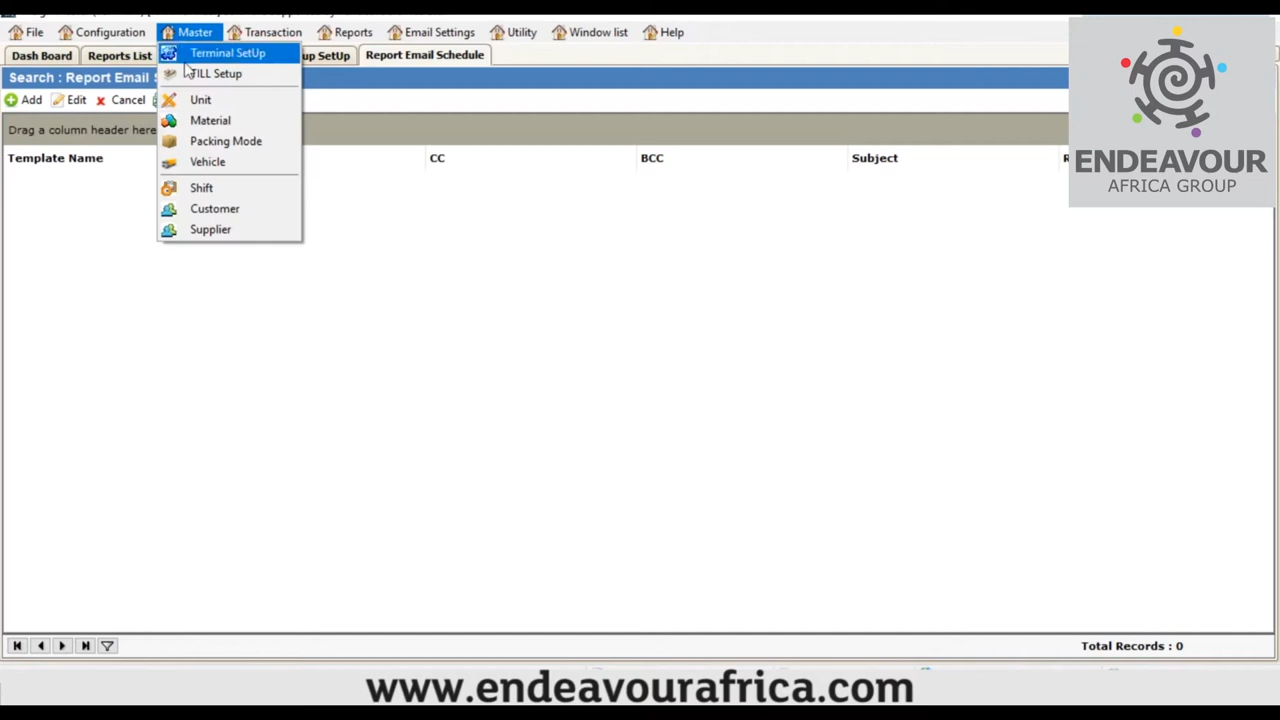 File Configuration Master Transaction Reports Email Settings Utility Window list Help
Dash Board Reports List up SetUp Report Email Schedule
Search : Report Email
Add Edit Cancel
Drag a column header here
Template Name CC BCC Subject
Terminal SetUp
TILL Setup
Unit
Material
Packing Mode
Vehicle
Shift
Customer
Supplier
ENDEAVOUR
AFRICA GROUP
Total Records : 0
www.endeavourafrica.com